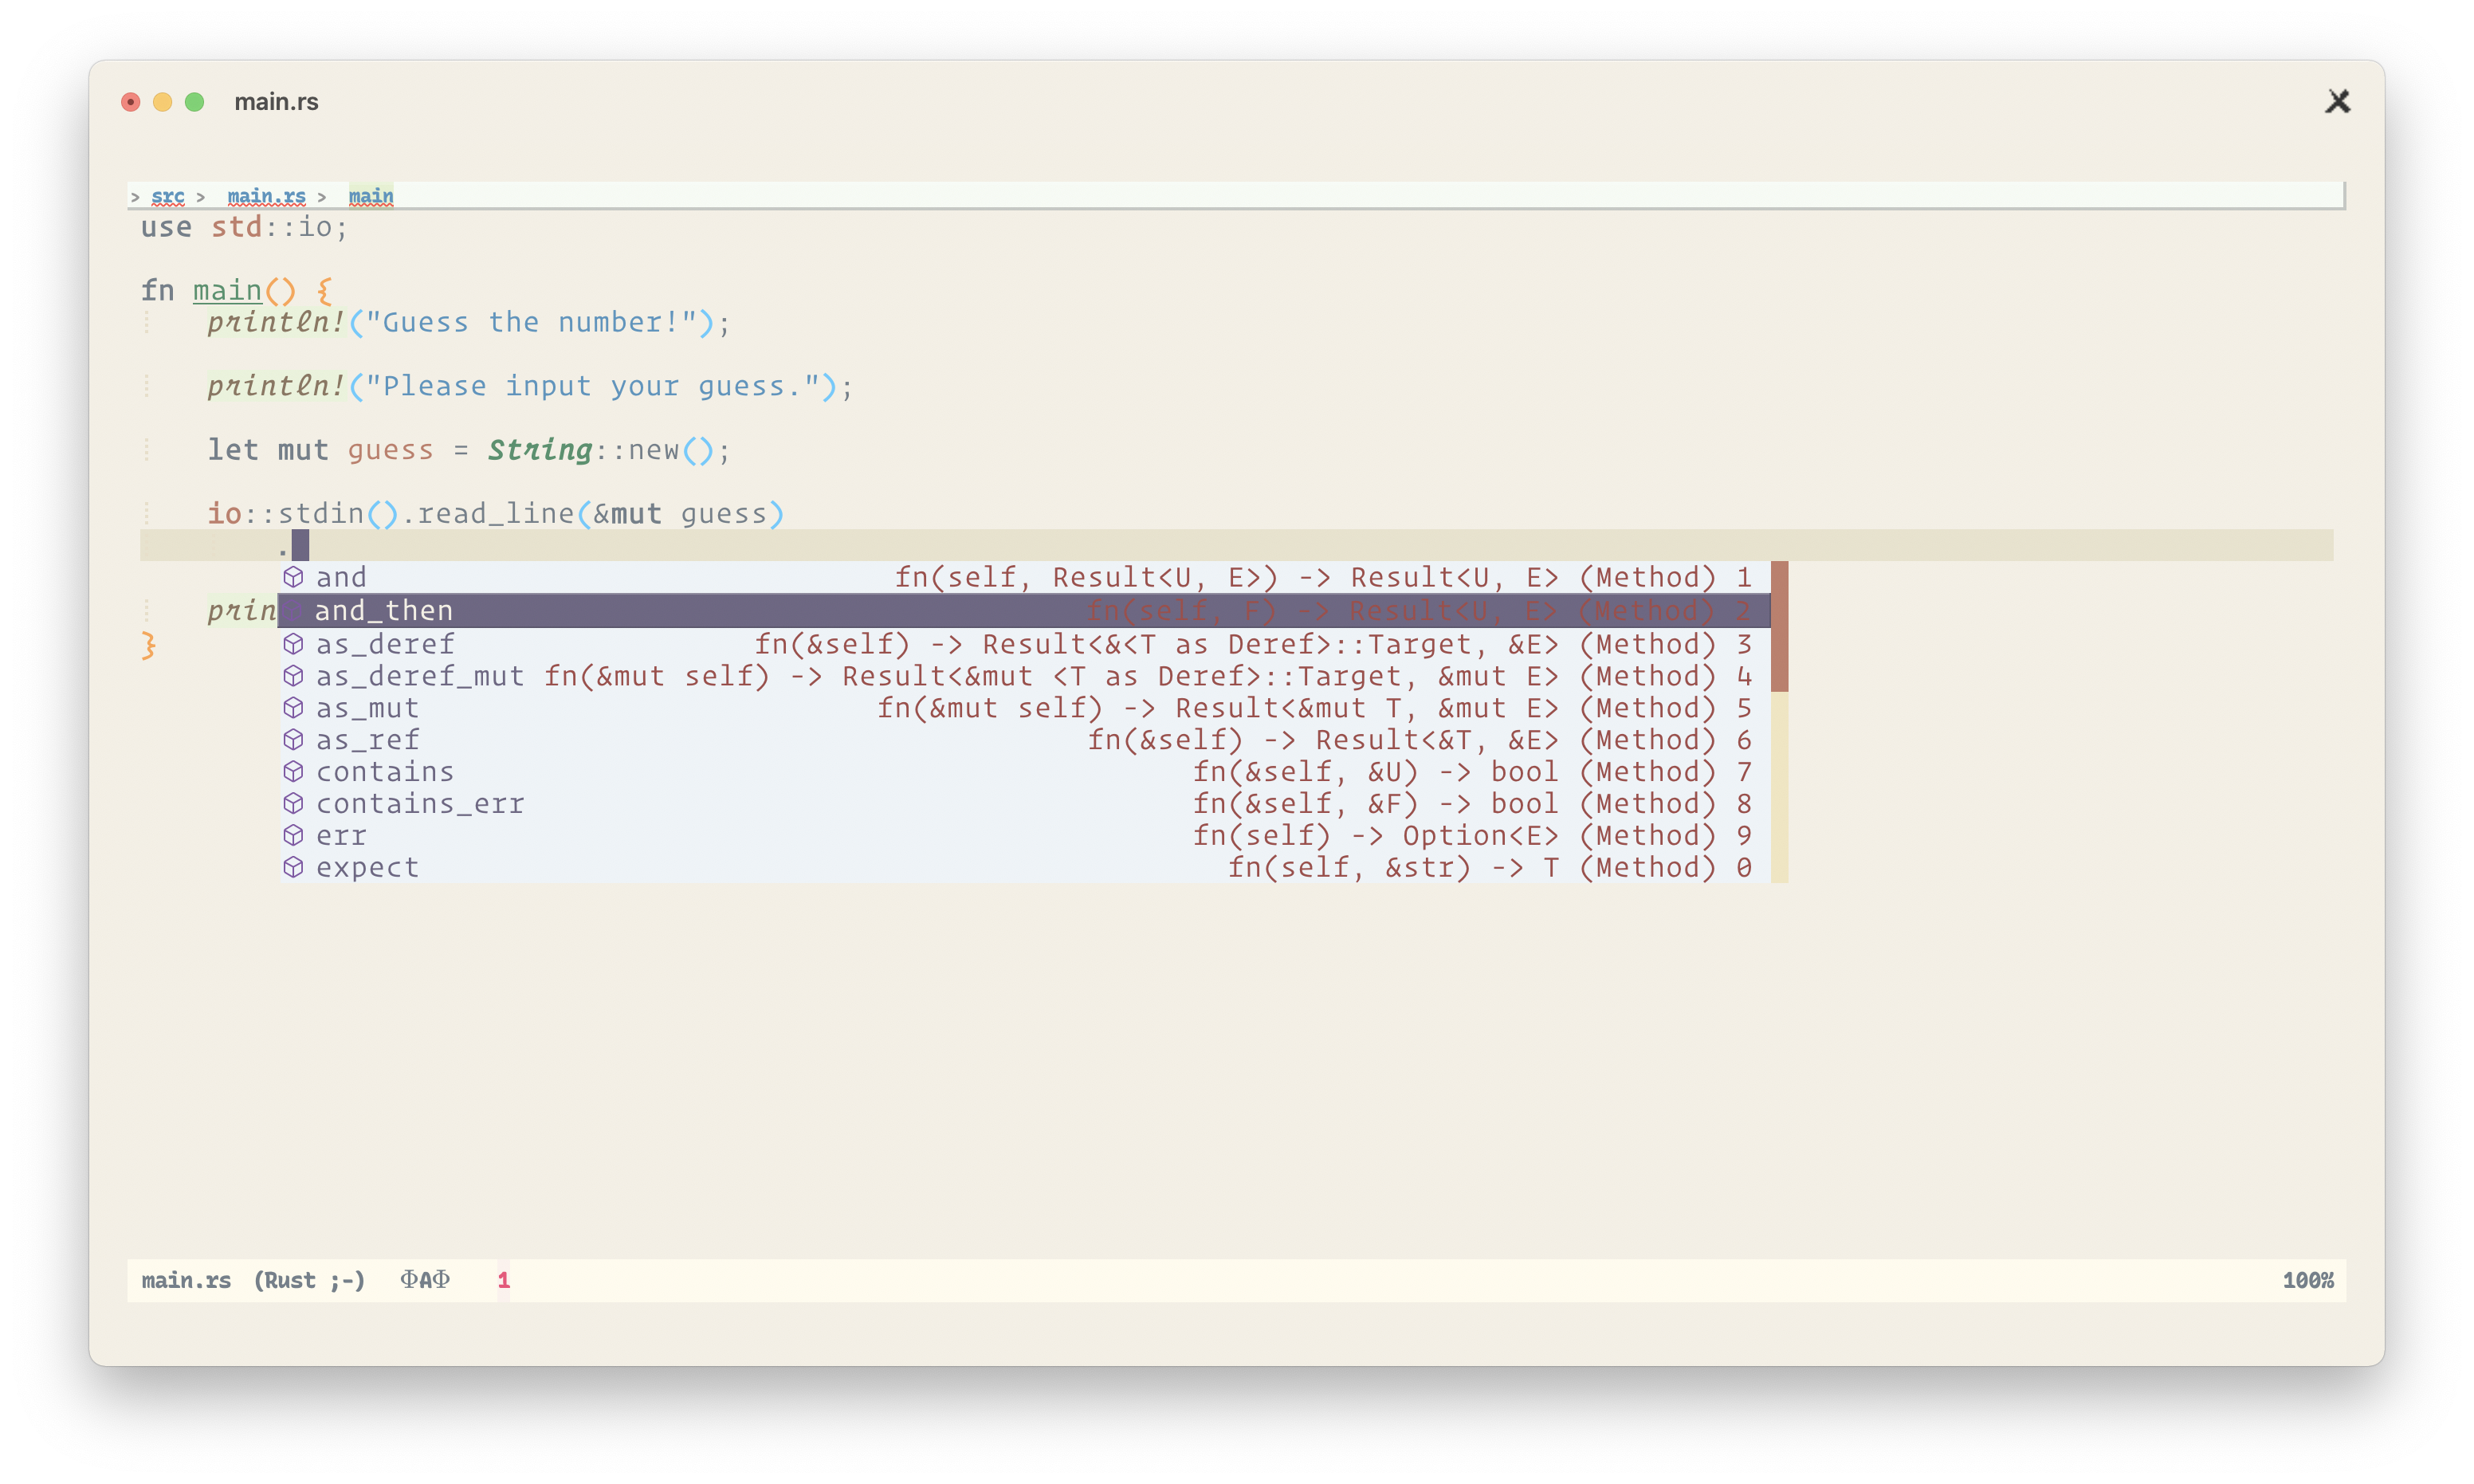 main.rs
> src > main.rs > main
use std::io;
fn main() {
println!("Guess the number!");
println!("Please input your guess.");
let mut guess = String::new();
io::stdin().read_line(&mut guess)
.
and fn(self, Result<U, E>) -> Result<U, E> (Method) 1
prin and_then fn(self, F) -> Result<U, E> (Method) 2
} as_deref fn(&self) -> Result<&<T as Deref>::Target, &E> (Method) 3
as_deref_mut fn(&mut self) -> Result<&mut <T as Deref>::Target, &mut E> (Method) 4
as_mut fn(&mut self) -> Result<&mut T, &mut E> (Method) 5
as_ref fn(&self) -> Result<&T, &E> (Method) 6
contains fn(&self, &U) -> bool (Method) 7
contains_err fn(&self, &F) -> bool (Method) 8
err fn(self) -> Option<E> (Method) 9
expect fn(self, &str) -> T (Method) 0
main.rs (Rust ;-) ΦAΦ 1 100%